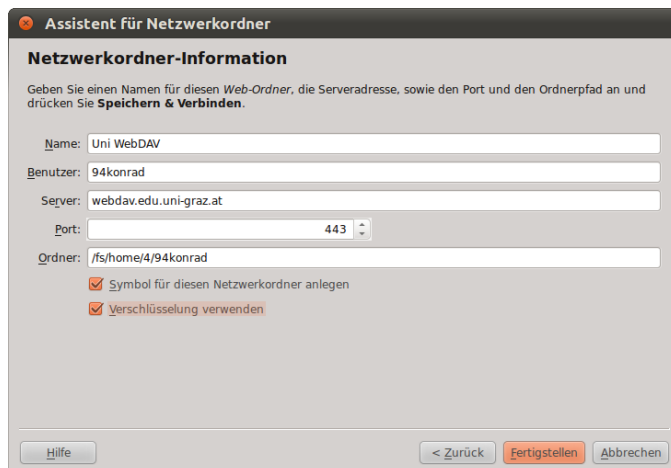 Assistent für Netzwerkordner
Netzwerkordner-Information
Geben Sie einen Namen für diesen Web-Ordner, die Serveradresse, sowie den Port und den Ordnerpfad an und
drücken Sie Speichern & Verbinden.
Name: Uni WebDAV
Benutzer: 94konrad
Server: webdav.edu.uni-graz.at
Port: 443
Ordner: /fs/home/4/94konrad
Symbol für diesen Netzwerkordner anlegen
Verschlüsselung verwenden
Hilfe < Zurück Fertigstellen Abbrechen